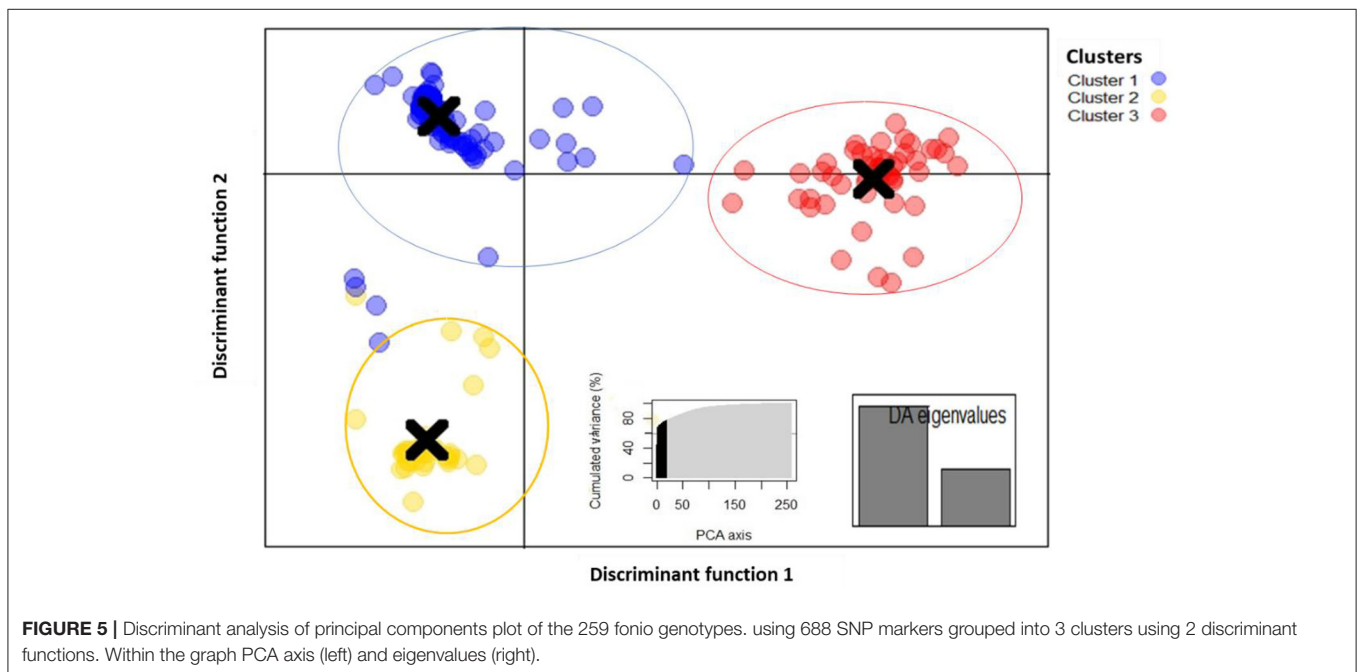 Clusters
Cluster 1
Cluster 2
Cluster 3
Discriminant function 2
Cumulated variance (%)
80
40
0
0 50 150 250
PCA axis
DA eigenvalues
Discriminant function 1
FIGURE 5 | Discriminant analysis of principal components plot of the 259 fonio genotypes. using 688 SNP markers grouped into 3 clusters using 2 discriminant
functions. Within the graph PCA axis (left) and eigenvalues (right).